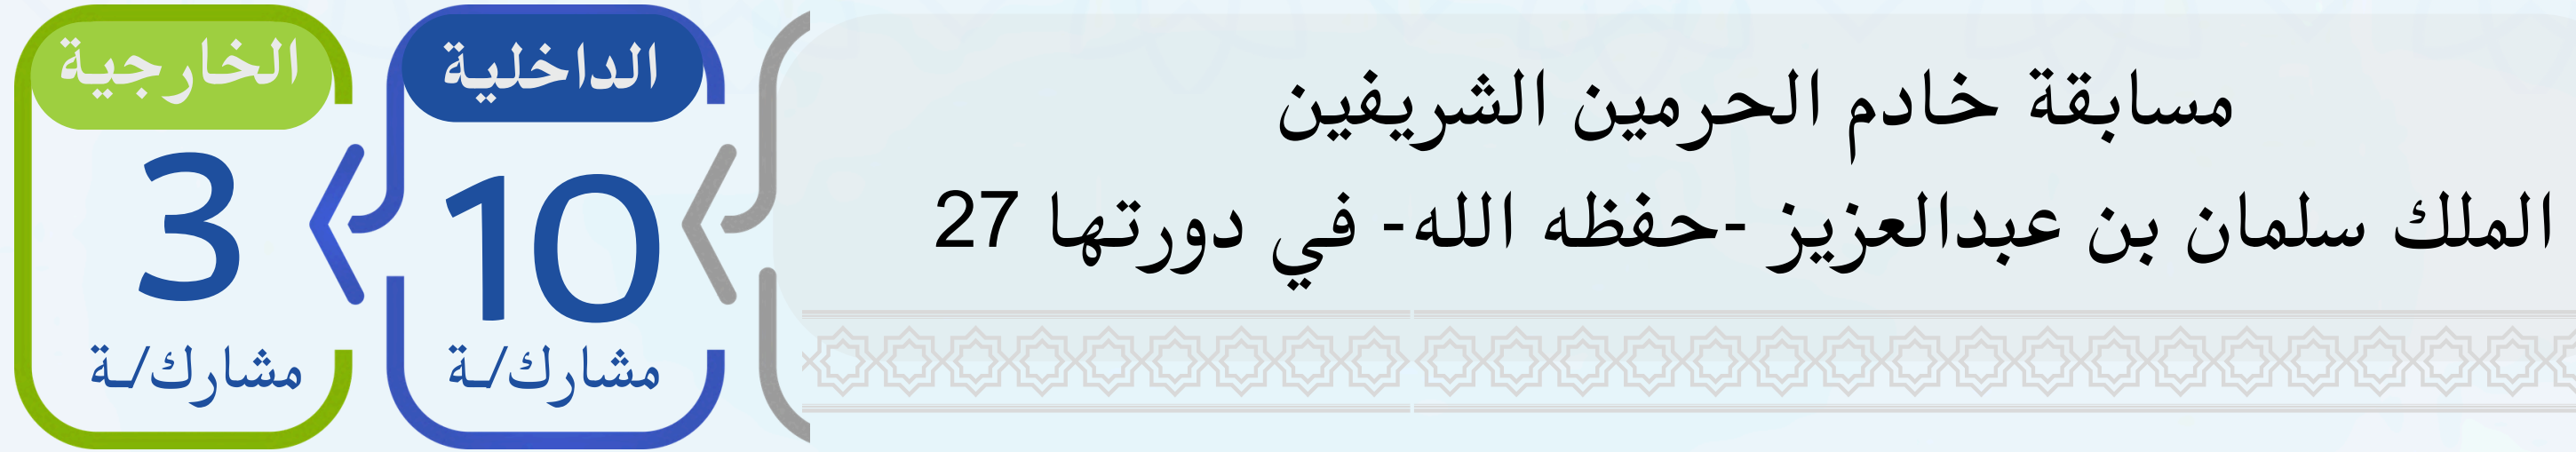 مسابقة خادم الحرمين الشريفين
الملك سلمان بن عبدالعزيز -حفظه الله- في دورتها 27
الداخلية
10
مشارك/ـة
الخارجية
3
مشارك/ـة